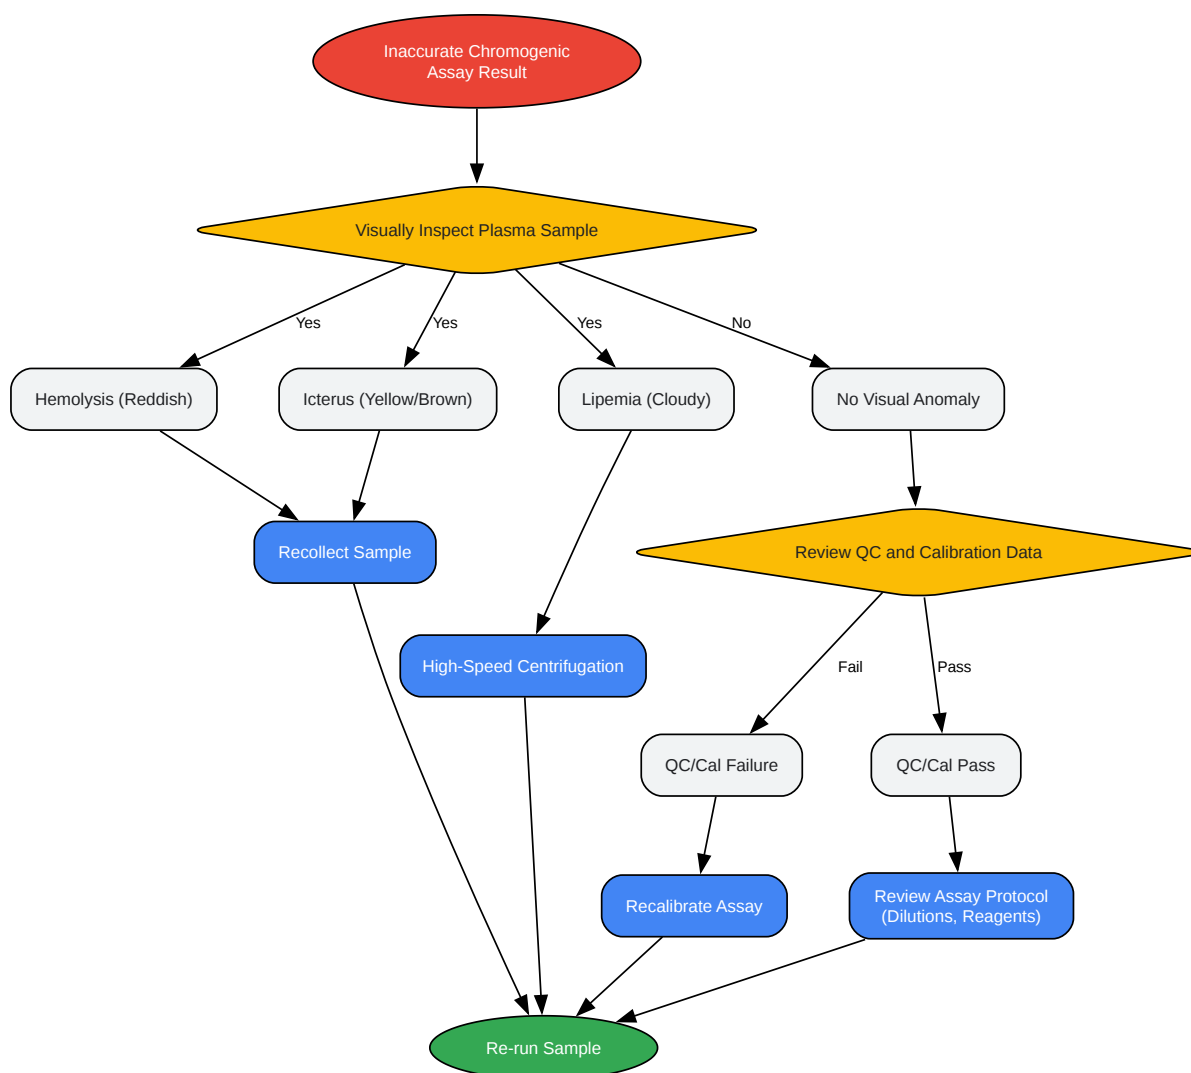 Inaccurate Chromogenic
Assay Result
Visually Inspect Plasma Sample
Yes
Yes
Yes
No
Hemolysis (Reddish)
Icterus (Yellow/Brown)
Lipemia (Cloudy)
No Visual Anomaly
Recollect Sample
Review QC and Calibration Data
High-Speed Centrifugation
Fail
Pass
QC/Cal Failure
QC/Cal Pass
Recalibrate Assay
Review Assay Protocol
(Dilutions, Reagents)
Re-run Sample